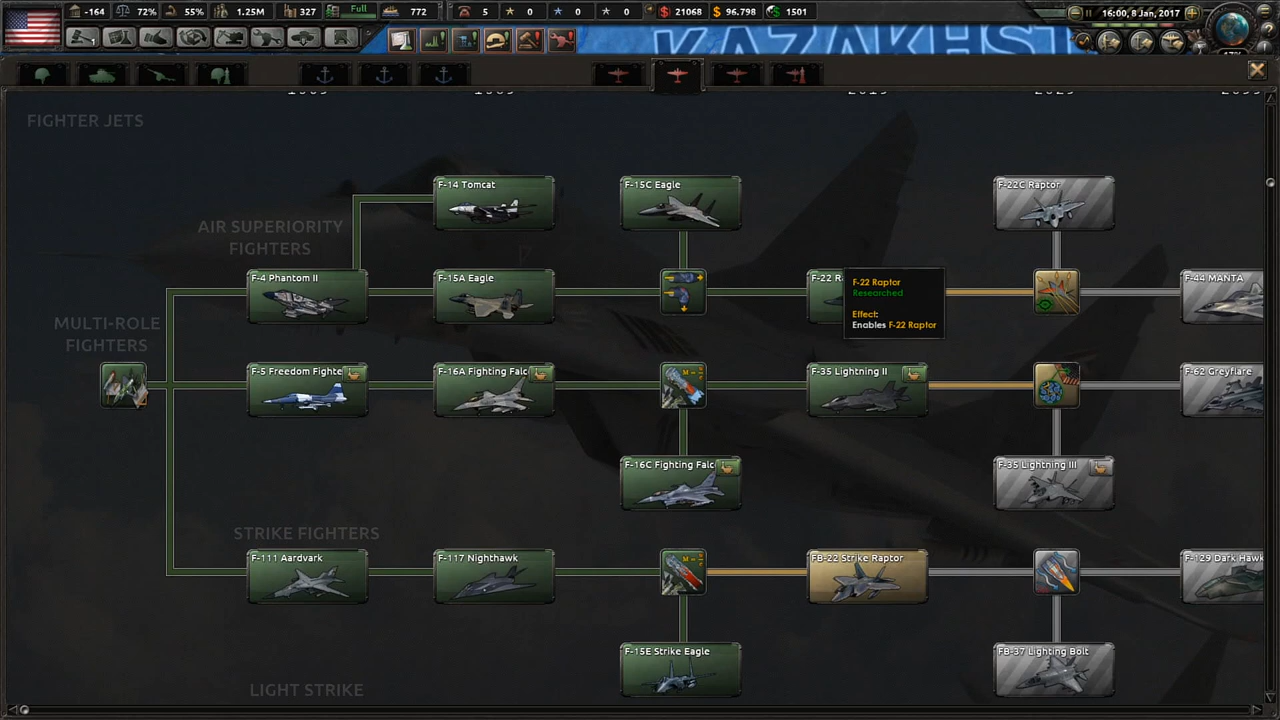 -164
72%
55%
1.25M
327
Full
772
5
0
0
0
21068
96.798
1501
16:00, 8 Jan, 2017
KAZAKHST
47%
2019
FIGHTER JETS
F-14 Tomcat
F-15C Eagle
F-22C Raptor
AIR SUPERIORITY
FIGHTERS
F-4 Phantom II
F-15A Eagle
F-22 R
F-22 Raptor
Researched
Effect:
Enables F-22 Raptor
F-44 MANTA
MULTI-ROLE
FIGHTERS
F-5 Freedom Fighte
F-16A Fighting Falc
F-35 Lightning II
F-62 Greyflare
F-16C Fighting Falc
F-35 Lightning III
STRIKE FIGHTERS
F-111 Aardvark
F-117 Nighthawk
FB-22 Strike Raptor
F-129 Dark Hawk
F-15E Strike Eagle
FB-37 Lighting Bolt
LIGHT STRIKE